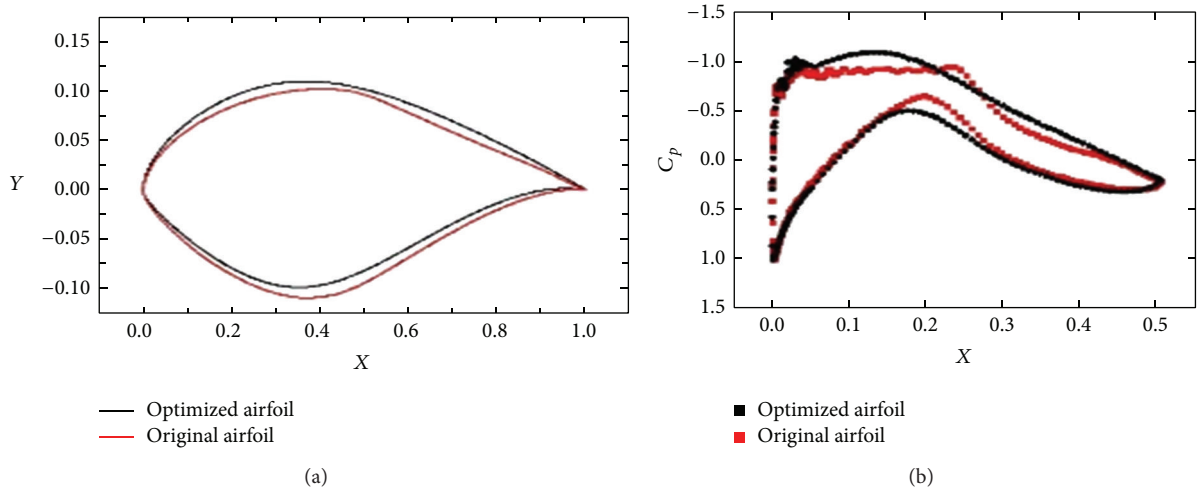 0.15
0.10
0.05
0.00
−0.05
−0.10
Y
0.0 0.2 0.4 0.6 0.8 1.0
X
Optimized airfoil
Original airfoil
(a)
−1.5
−1.0
−0.5
0.0
0.5
1.0
1.5
Cp
0.0 0.1 0.2 0.3 0.4 0.5
X
Optimized airfoil
Original airfoil
(b)